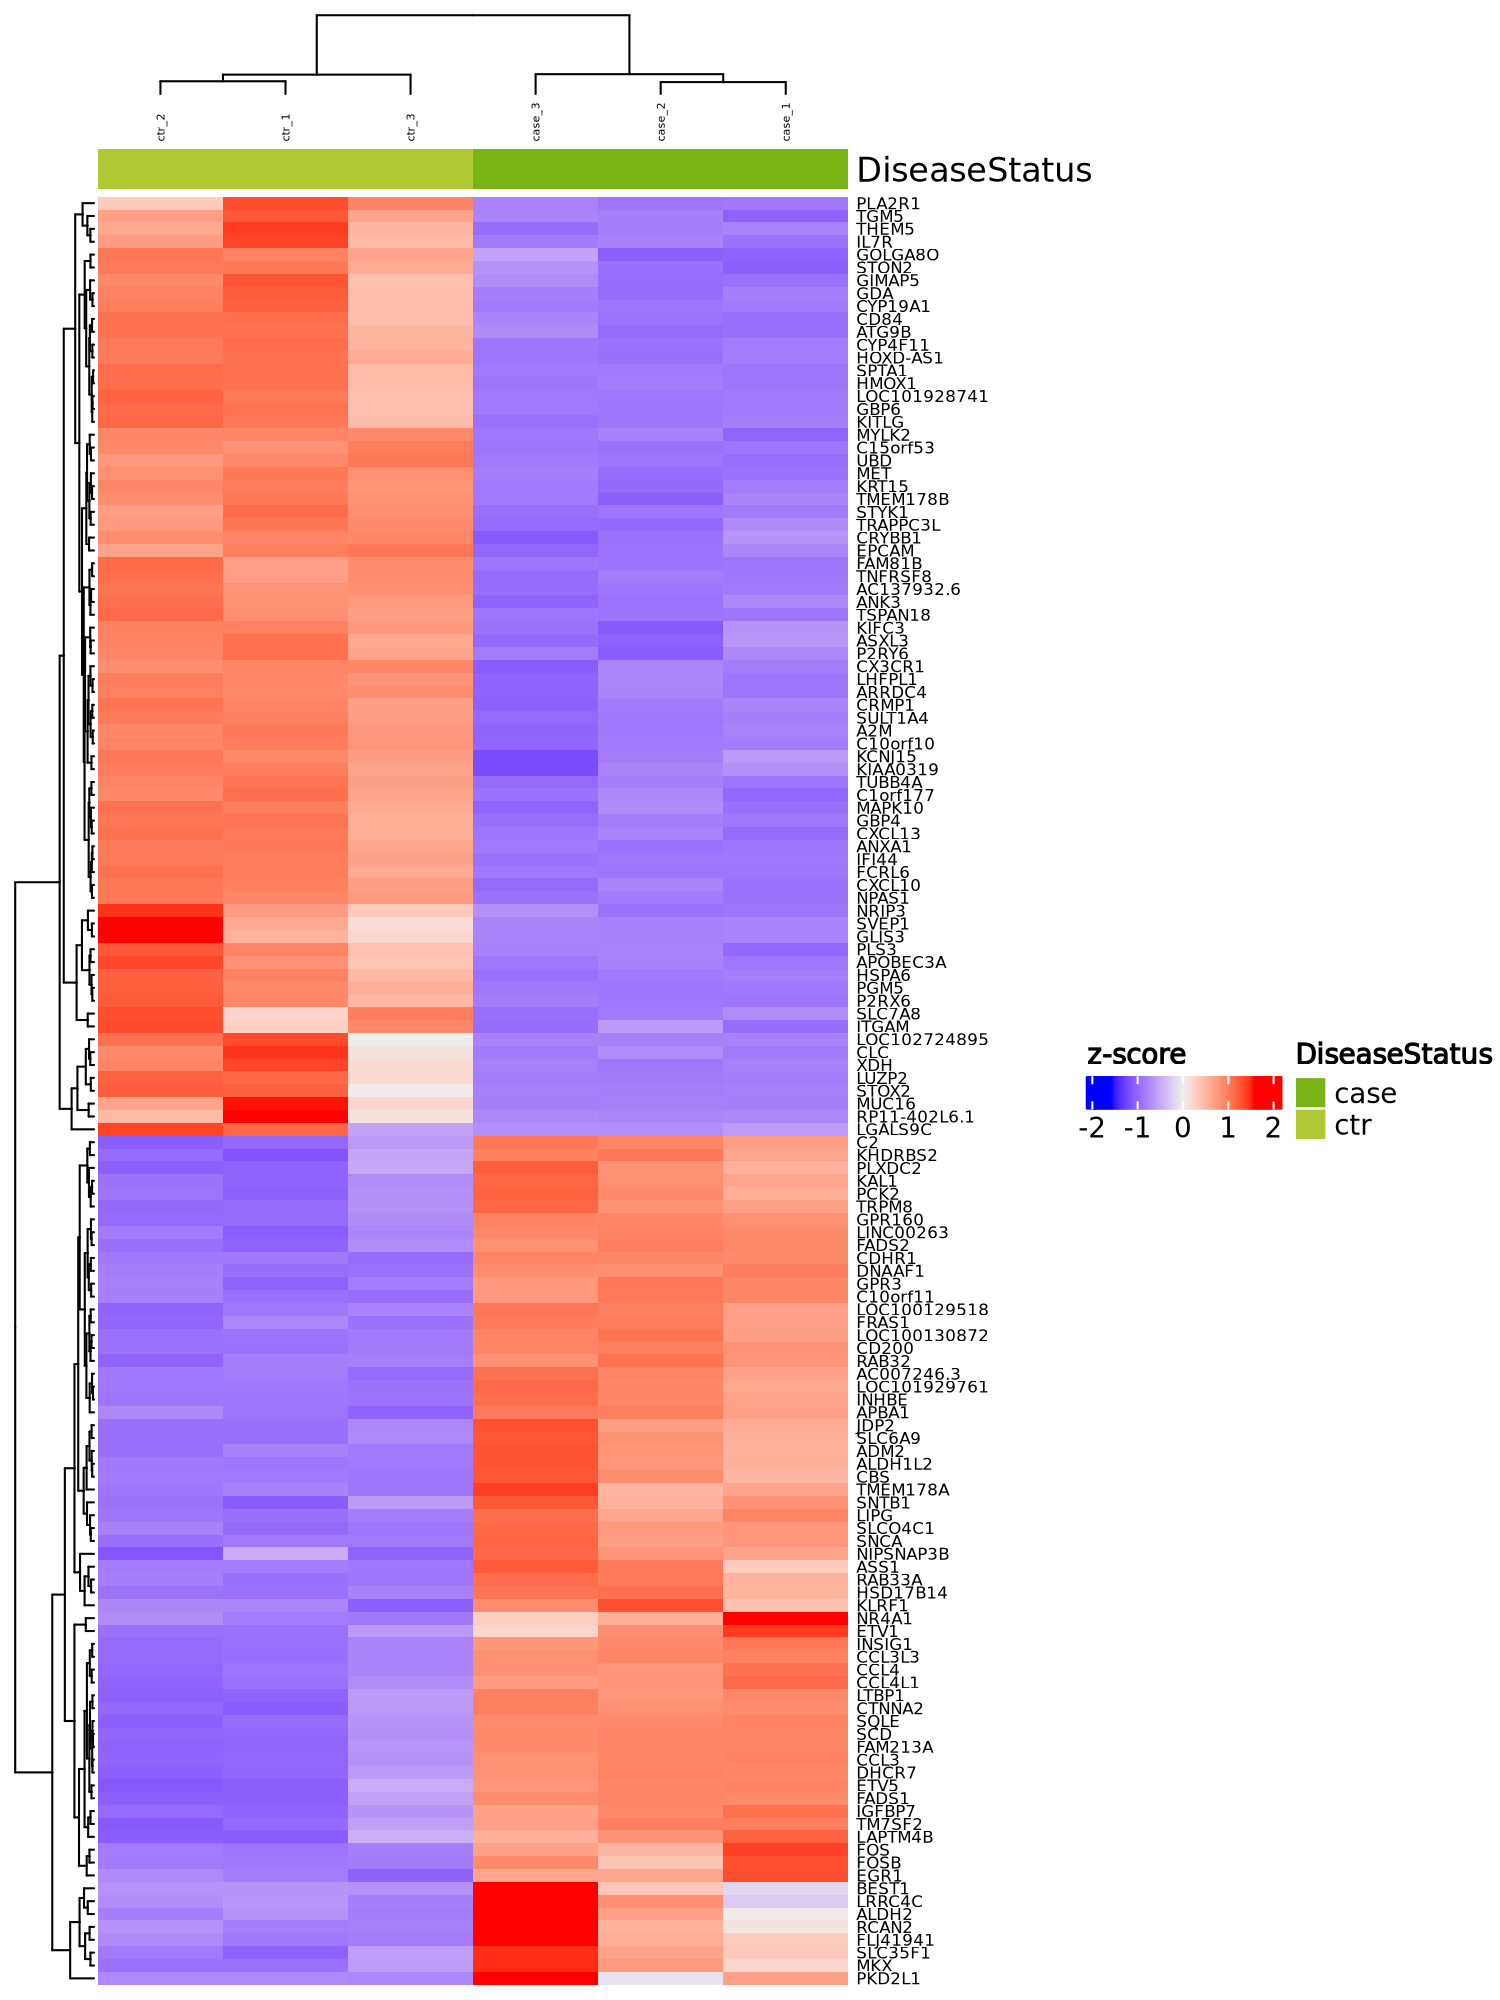 ctr_2
ctr_1
ctr_3
case_3
case_2
case_1
DiseaseStatus
PLA2R1
TGM5
THEM5
IL7R
GOLGA8O
STON2
GIMAP5
GDA
CYP19A1
CD84
ATG9B
CYP4F11
HOXD-AS1
SPTA1
HMOX1
LOC101928741
GBP6
KITLG
MYLK2
C15orf53
UBD
MET
KRT15
TMEM178B
STYK1
TRAPPC3L
CRYBB1
EPCAM
FAM81B
TNFRSF8
AC137932.6
ANK3
TSPAN18
KIFC3
ASXL3
P2RY6
CX3CR1
LHFPL1
ARRDC4
CRMP1
SULT1A4
A2M
C10orf10
KCNJ15
KIAA0319
TUBB4A
C1orf177
MAPK10
GBP4
CXCL13
ANXA1
IFI44
FCRL6
CXCL10
NPAS1
NRIP3
SVEP1
GLIS3
PLS3
APOBEC3A
HSPA6
PGM5
P2RX6
SLC7A8
ITGAM
LOC102724895
CLC
XDH
LUZP2
STOX2
MUC16
RP11-402L6.1
LGALS9C
C2
KHDRBS2
PLXDC2
KAL1
PCK2
TRPM8
GPR160
LINC00263
FADS2
CDHR1
DNAAF1
GPR3
C10orf11
LOC100129518
FRAS1
LOC100130872
CD200
RAB32
AC007246.3
LOC101929761
INHBE
APBA1
JDP2
SLC6A9
ADM2
ALDH1L2
CBS
TMEM178A
SNTB1
LIPG
SLCO4C1
SNCA
NIPSNAP3B
ASS1
RAB33A
HSD17B14
KLRF1
NR4A1
ETV1
INSIG1
CCL3L3
CCL4
CCL4L1
LTBP1
CTNNA2
SQLE
SCD
FAM213A
CCL3
DHCR7
ETV5
FADS1
IGFBP7
TM7SF2
LAPTM4B
FOS
FOSB
EGR1
BEST1
LRRC4C
ALDH2
RCAN2
FLJ41941
SLC35F1
MKX
PKD2L1
z-score
-2 -1 0 1 2
DiseaseStatus
case
ctr